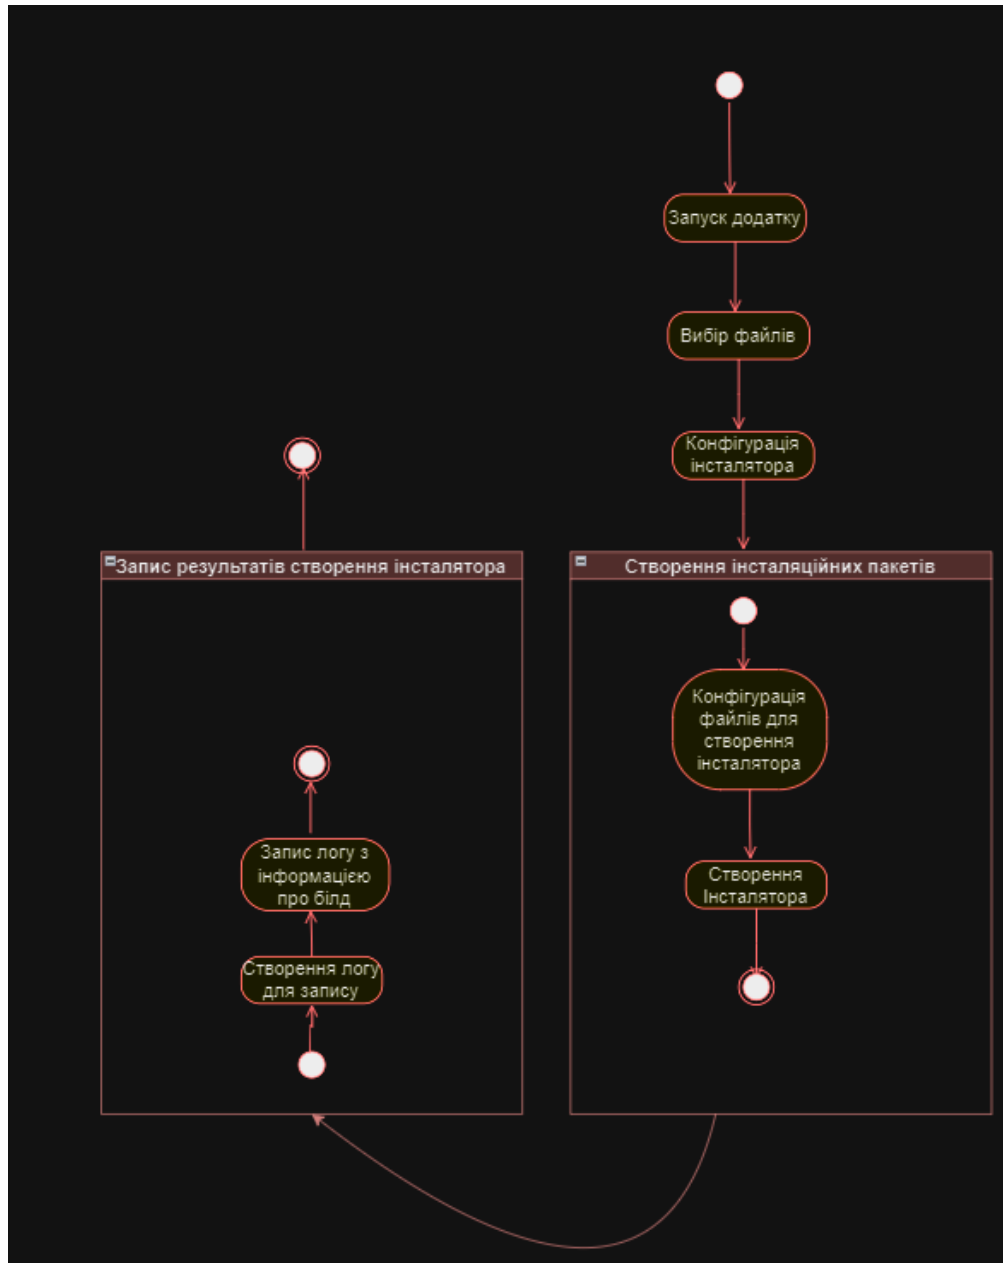 Запуск додатку
Вибір файлів
Конфігурація
інсталятора
Створення інсталяційних пакетів
Конфігурація
файлів для
створення
інсталятора
Створення
Інсталятора
Запис результатів створення інсталятора
Запис логу з
інформацією
про білд
Створення логу
для запису